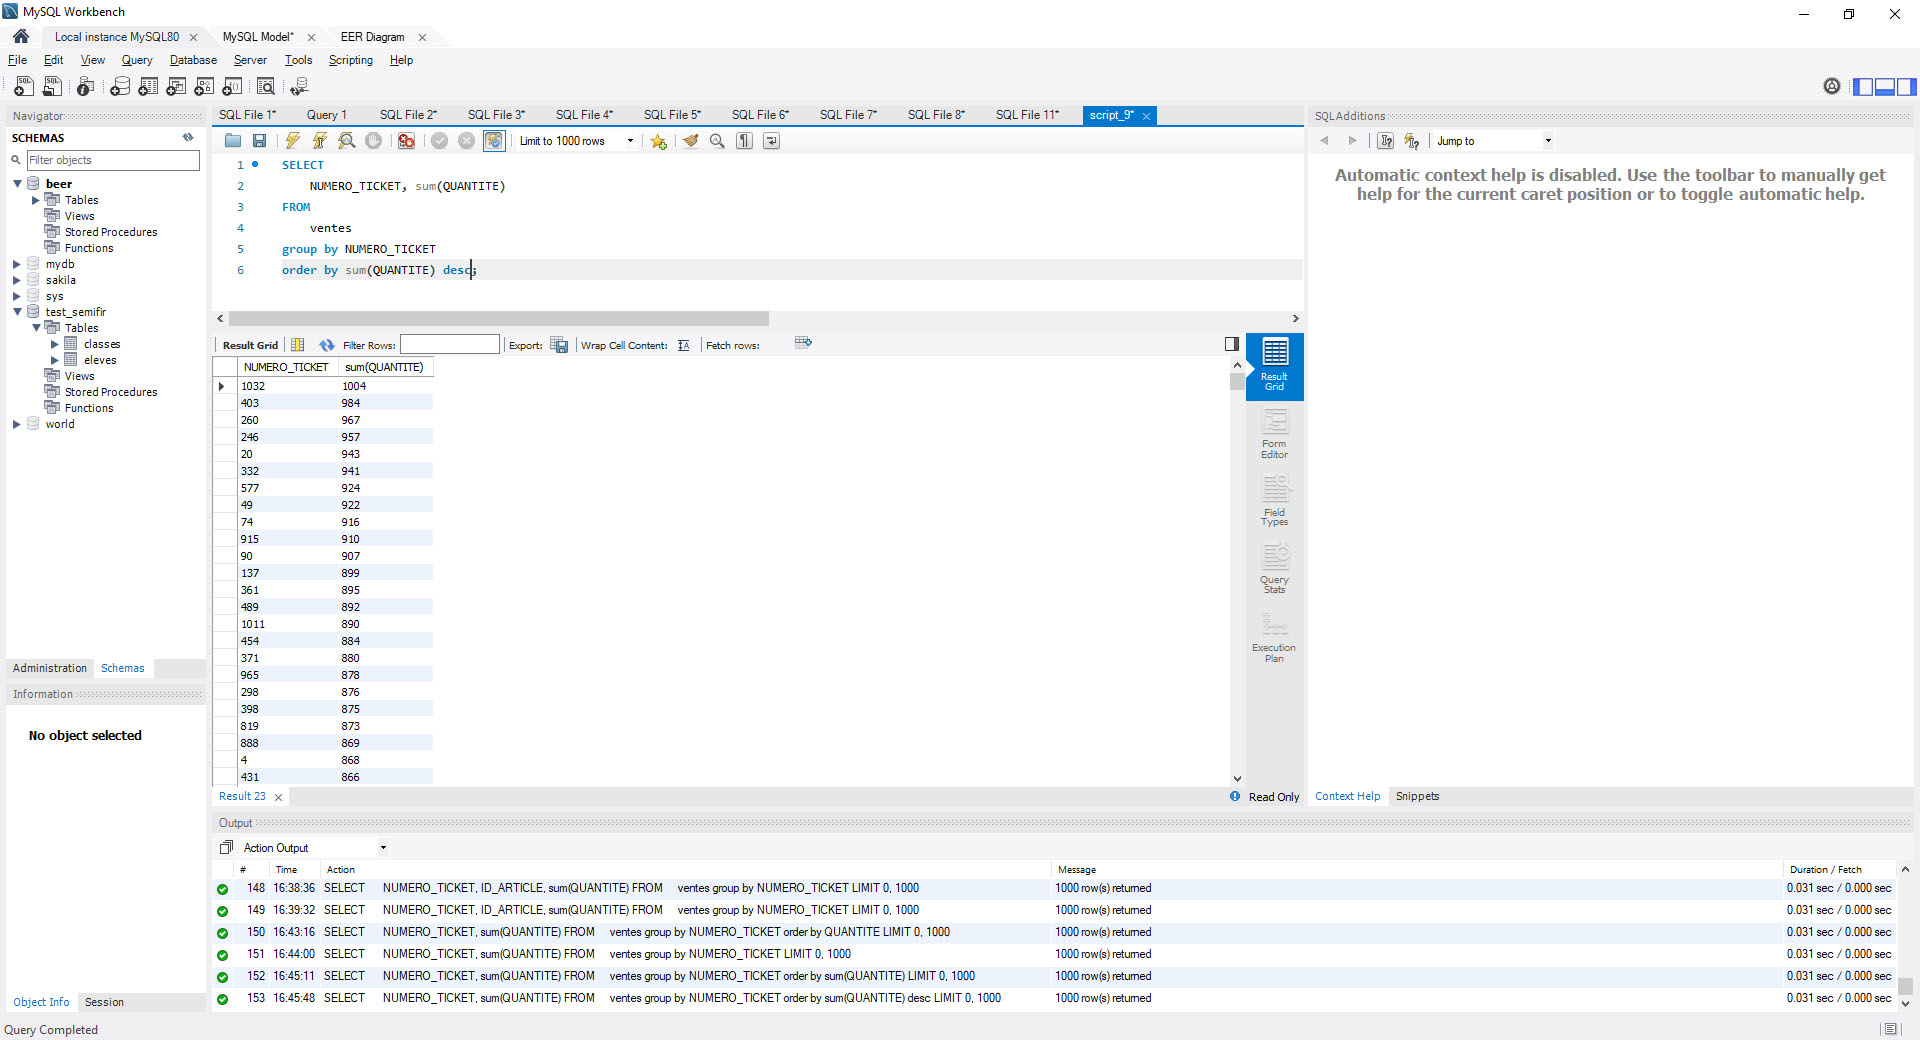 MySQL Workbench
Local instance MySQL80
MySQL Model*
EER Diagram
File Edit View Query Database Server Tools Scripting Help
Navigator
SCHEMAS
Filter objects
beer
Tables
Views
Stored Procedures
Functions
mydb
sakila
sys
test_semifir
Tables
classes
eleves
Views
Stored Procedures
Functions
world
Administration Schemas
Information
No object selected
Object Info Session
SQL File 1* Query 1 SQL File 2* SQL File 3* SQL File 4* SQL File 5* SQL File 6* SQL File 7* SQL File 8* SQL File 11* script_9*
Limit to 1000 rows
1 SELECT
2 NUMERO_TICKET, sum(QUANTITE)
3 FROM
4 ventes
5 group by NUMERO_TICKET
6 order by sum(QUANTITE) desc;
Result Grid Filter Rows: Export: Wrap Cell Content: Fetch rows:
NUMERO_TICKET sum(QUANTITE)
1032 1004
403 984
260 967
246 957
20 943
332 941
577 924
49 922
74 916
915 910
90 907
137 899
361 895
489 892
1011 890
454 884
371 880
965 878
298 876
398 875
819 873
888 869
4 868
431 866
Result Grid
Form Editor
Field Types
Query Stats
Execution Plan
Result 23
Read Only
SQLAdditions
Jump to
Automatic context help is disabled. Use the toolbar to manually get
help for the current caret position or to toggle automatic help.
Context Help Snippets
Output
Action Output
# Time Action Message Duration / Fetch
148 16:38:36 SELECT NUMERO_TICKET, ID_ARTICLE, sum(QUANTITE) FROM ventes group by NUMERO_TICKET LIMIT 0, 1000 1000 row(s) returned 0.031 sec / 0.000 sec
149 16:39:32 SELECT NUMERO_TICKET, ID_ARTICLE, sum(QUANTITE) FROM ventes group by NUMERO_TICKET LIMIT 0, 1000 1000 row(s) returned 0.031 sec / 0.000 sec
150 16:43:16 SELECT NUMERO_TICKET, sum(QUANTITE) FROM ventes group by NUMERO_TICKET order by QUANTITE LIMIT 0, 1000 1000 row(s) returned 0.031 sec / 0.000 sec
151 16:44:00 SELECT NUMERO_TICKET, sum(QUANTITE) FROM ventes group by NUMERO_TICKET LIMIT 0, 1000 1000 row(s) returned 0.031 sec / 0.000 sec
152 16:45:11 SELECT NUMERO_TICKET, sum(QUANTITE) FROM ventes group by NUMERO_TICKET order by sum(QUANTITE) LIMIT 0, 1000 1000 row(s) returned 0.031 sec / 0.000 sec
153 16:45:48 SELECT NUMERO_TICKET, sum(QUANTITE) FROM ventes group by NUMERO_TICKET order by sum(QUANTITE) desc LIMIT 0, 1000 1000 row(s) returned 0.031 sec / 0.000 sec
Query Completed